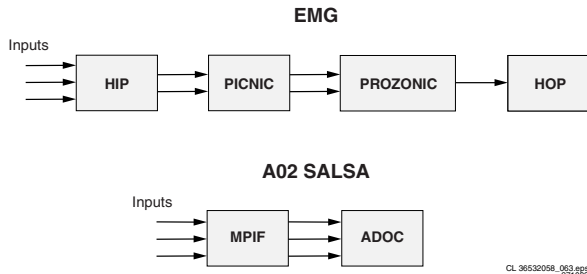 EMG
Inputs
HIP
PICNIC
PROZONIC
HOP
A02 SALSA
Inputs
MPIF
ADOC
CL 36532058_063.eps